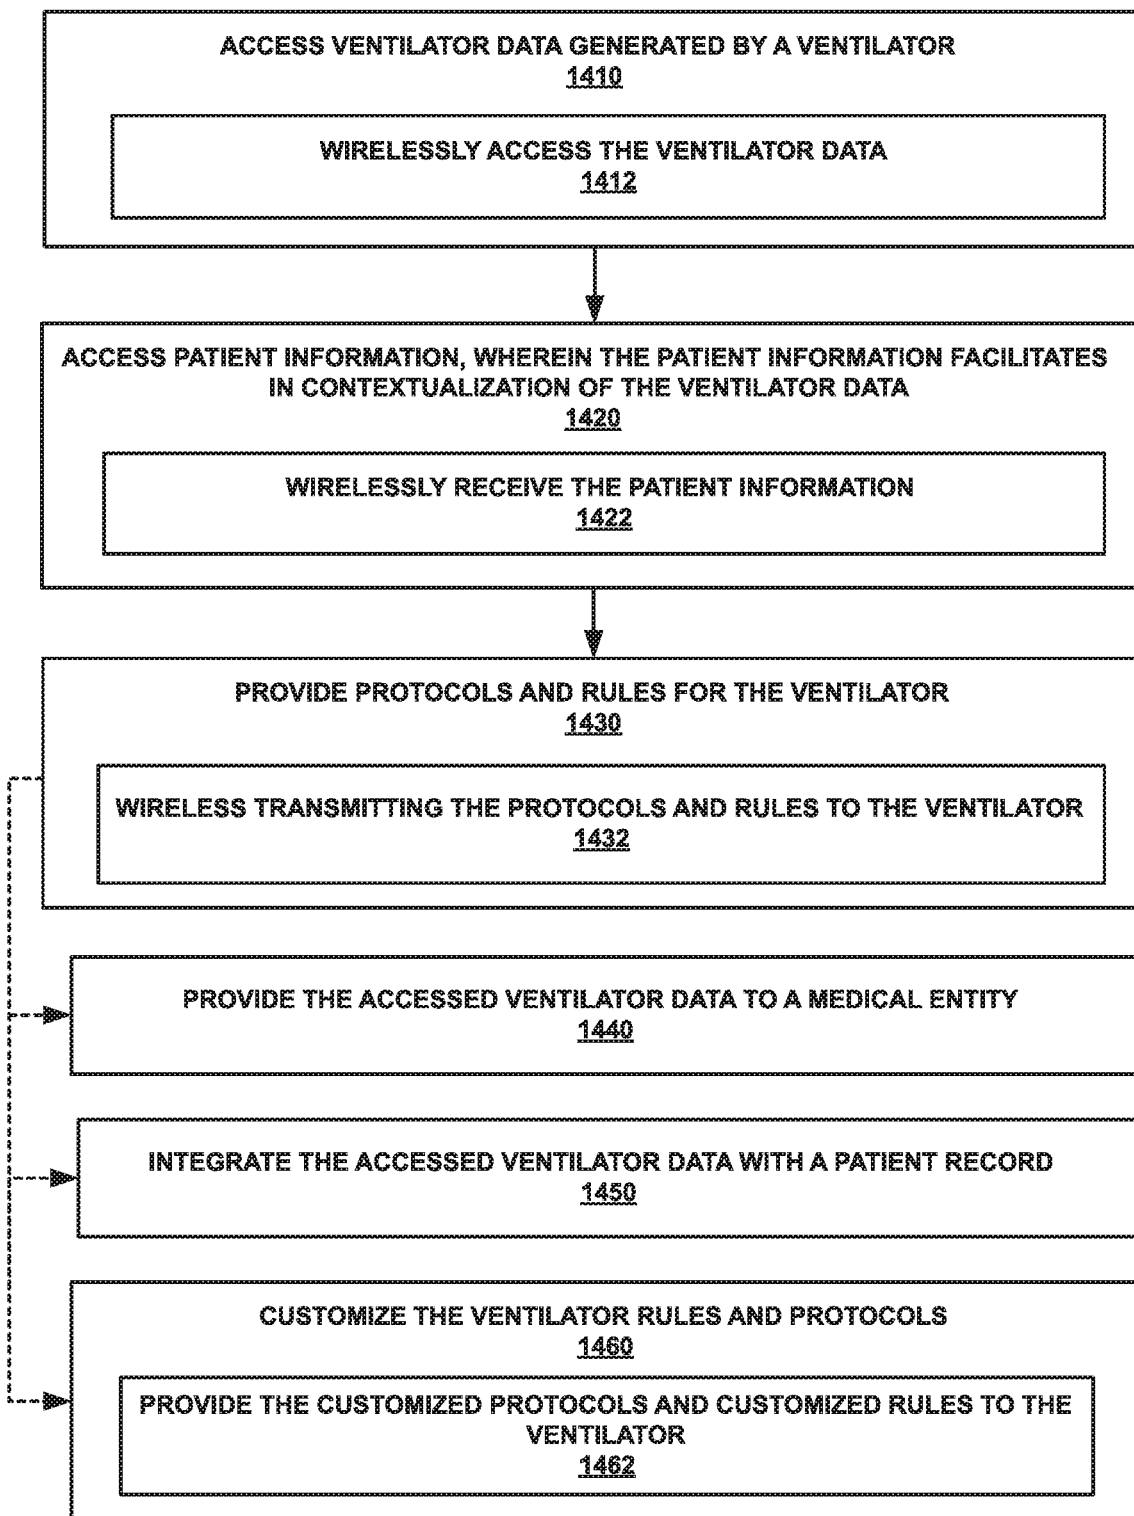 ACCESS VENTILATOR DATA GENERATED BY A VENTILATOR
1410
WIRELESSLY ACCESS THE VENTILATOR DATA
1412
ACCESS PATIENT INFORMATION, WHEREIN THE PATIENT INFORMATION FACILITATES
IN CONTEXTUALIZATION OF THE VENTILATOR DATA
1420
WIRELESSLY RECEIVE THE PATIENT INFORMATION
1422
PROVIDE PROTOCOLS AND RULES FOR THE VENTILATOR
1430
WIRELESS TRANSMITTING THE PROTOCOLS AND RULES TO THE VENTILATOR
1432
PROVIDE THE ACCESSED VENTILATOR DATA TO A MEDICAL ENTITY
1440
INTEGRATE THE ACCESSED VENTILATOR DATA WITH A PATIENT RECORD
1450
CUSTOMIZE THE VENTILATOR RULES AND PROTOCOLS
1460
PROVIDE THE CUSTOMIZED PROTOCOLS AND CUSTOMIZED RULES TO THE
VENTILATOR
1462